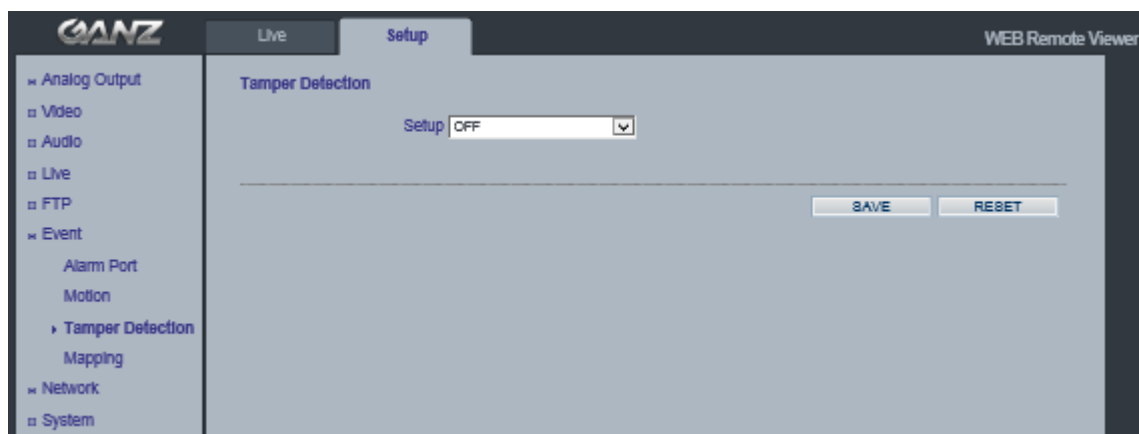 GANZ
Live
Setup
WEB Remote Viewer
Analog Output
Video
Audio
Live
FTP
Event
Alarm Port
Motion
Tamper Detection
Mapping
Network
System
Tamper Detection
Setup OFF
SAVE RESET